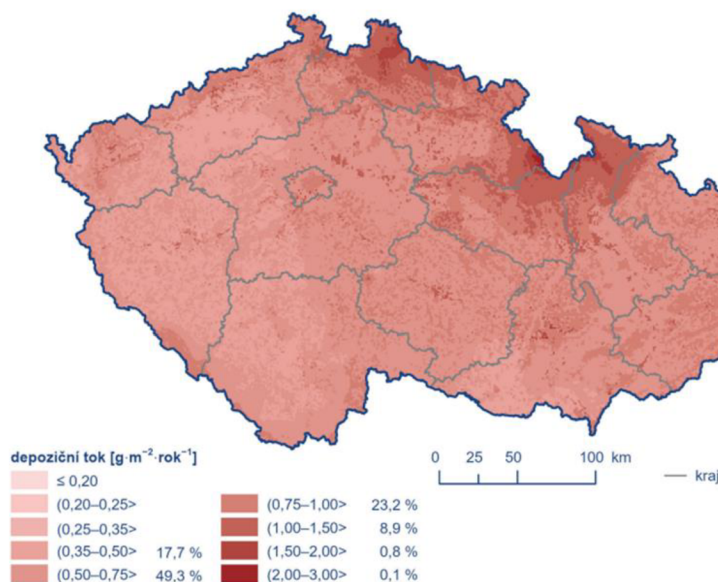 depoziční tok [g·m⁻²·rok⁻¹]
≤ 0,20
(0,20–0,25>
(0,25–0,35>
(0,35–0,50> 17,7 %
(0,50–0,75> 49,3 %
(0,75–1,00> 23,2 %
(1,00–1,50> 8,9 %
(1,50–2,00> 0,8 %
(2,00–3,00> 0,1 %
0 25 50 100 km
kraj